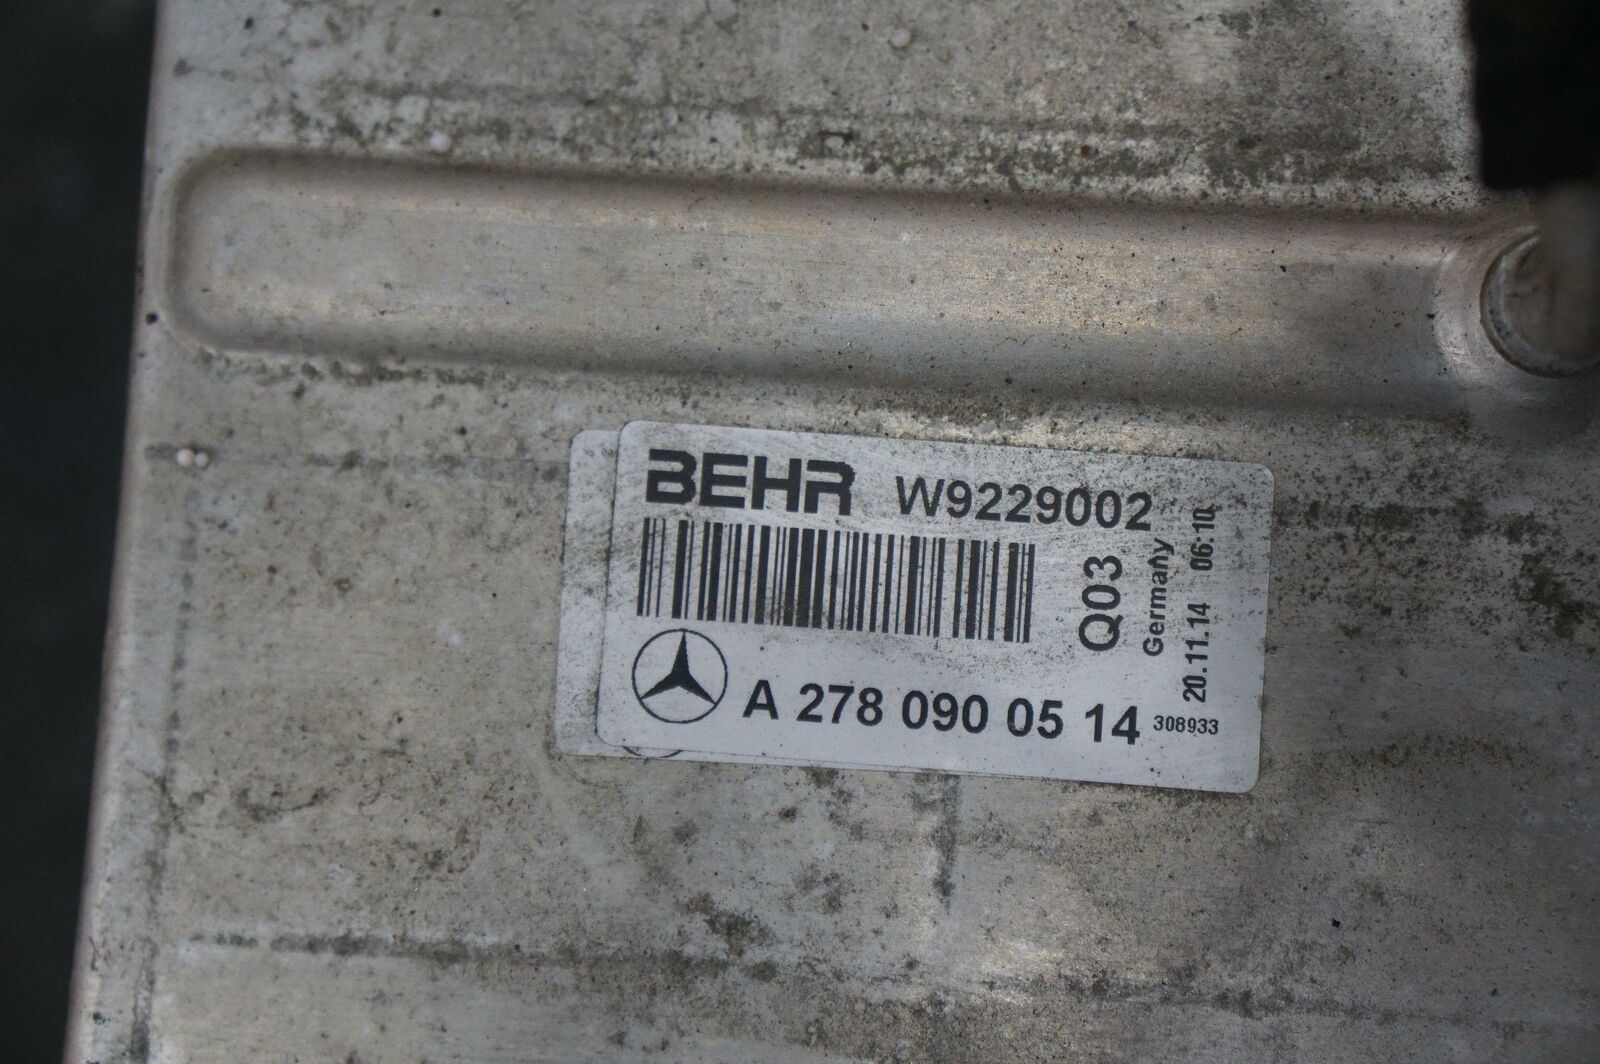 BEHR W9229002
Q03
Germany
20.11.14 06:10
A 278 090 05 14 308933